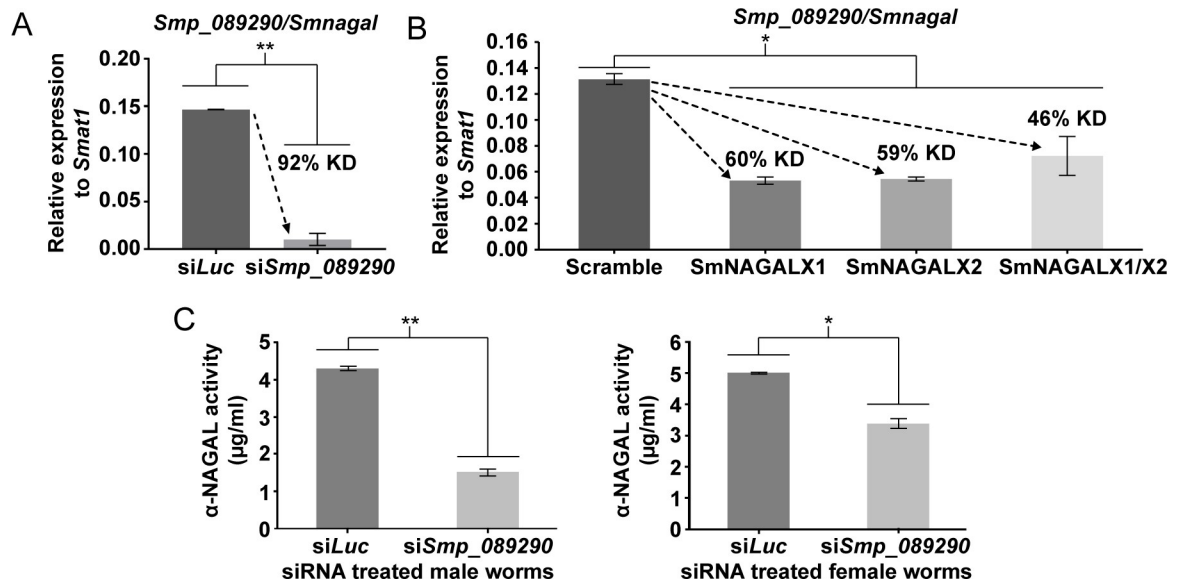 A
Smp_089290/Smnagal
**
Relative expression
to Smat1
0.20
0.15
0.10
0.05
0.00
92% KD
siLuc siSmp_089290
B
Smp_089290/Smnagal
*
Relative expression
to Smat1
0.16
0.14
0.12
0.10
0.08
0.06
0.04
0.02
0.00
60% KD
59% KD
46% KD
Scramble SmNAGALX1 SmNAGALX2 SmNAGALX1/X2
C
**
α-NAGAL activity
(µg/ml)
5
4
3
2
1
0
siLuc siSmp_089290
siRNA treated male worms
*
α-NAGAL activity
(µg/ml)
6
5
4
3
2
1
0
siLuc siSmp_089290
siRNA treated female worms